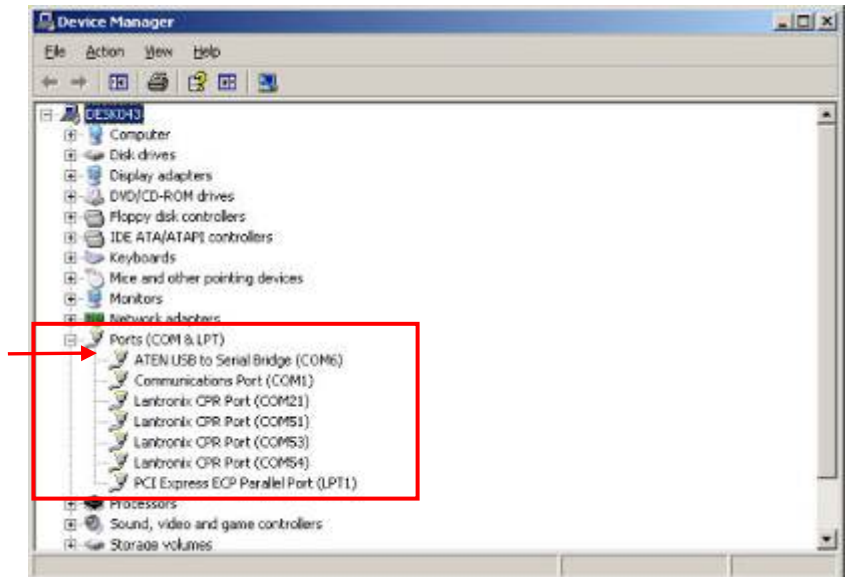 Device Manager
File Action View Help
DESK043
Computer
Disk drives
Display adapters
DVD/CD-ROM drives
Floppy disk controllers
IDE ATA/ATAPI controllers
Keyboards
Mice and other pointing devices
Monitors
Network adapters
Ports (COM & LPT)
ATEN USB to Serial Bridge (COM6)
Communications Port (COM1)
Lantronix CPR Port (COM21)
Lantronix CPR Port (COM51)
Lantronix CPR Port (COM53)
Lantronix CPR Port (COM54)
PCI Express ECP Parallel Port (LPT1)
Processors
Sound, video and game controllers
Storage volumes